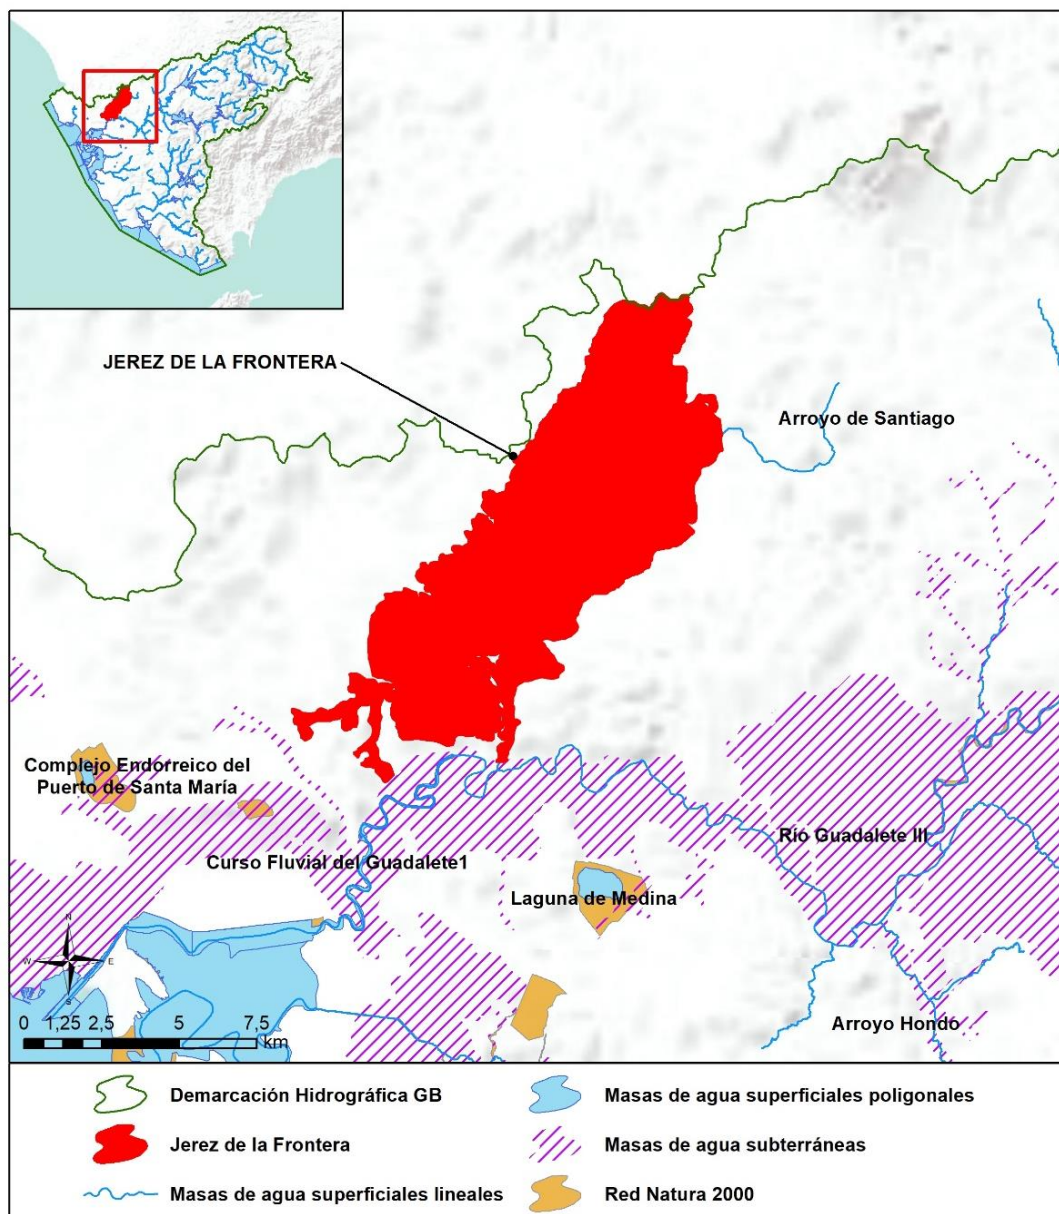 JEREZ DE LA FRONTERA
Arroyo de Santiago
Complejo Endorreico del
Puerto de Santa María
Curso Fluvial del Guadalete1
Río Guadalete III
Laguna de Medina
Arroyo Hondo
N
W E
S
0 1,25 2,5 5 7,5
km
Demarcación Hidrográfica GB
Masas de agua superficiales poligonales
Jerez de la Frontera
Masas de agua subterráneas
Masas de agua superficiales lineales
Red Natura 2000